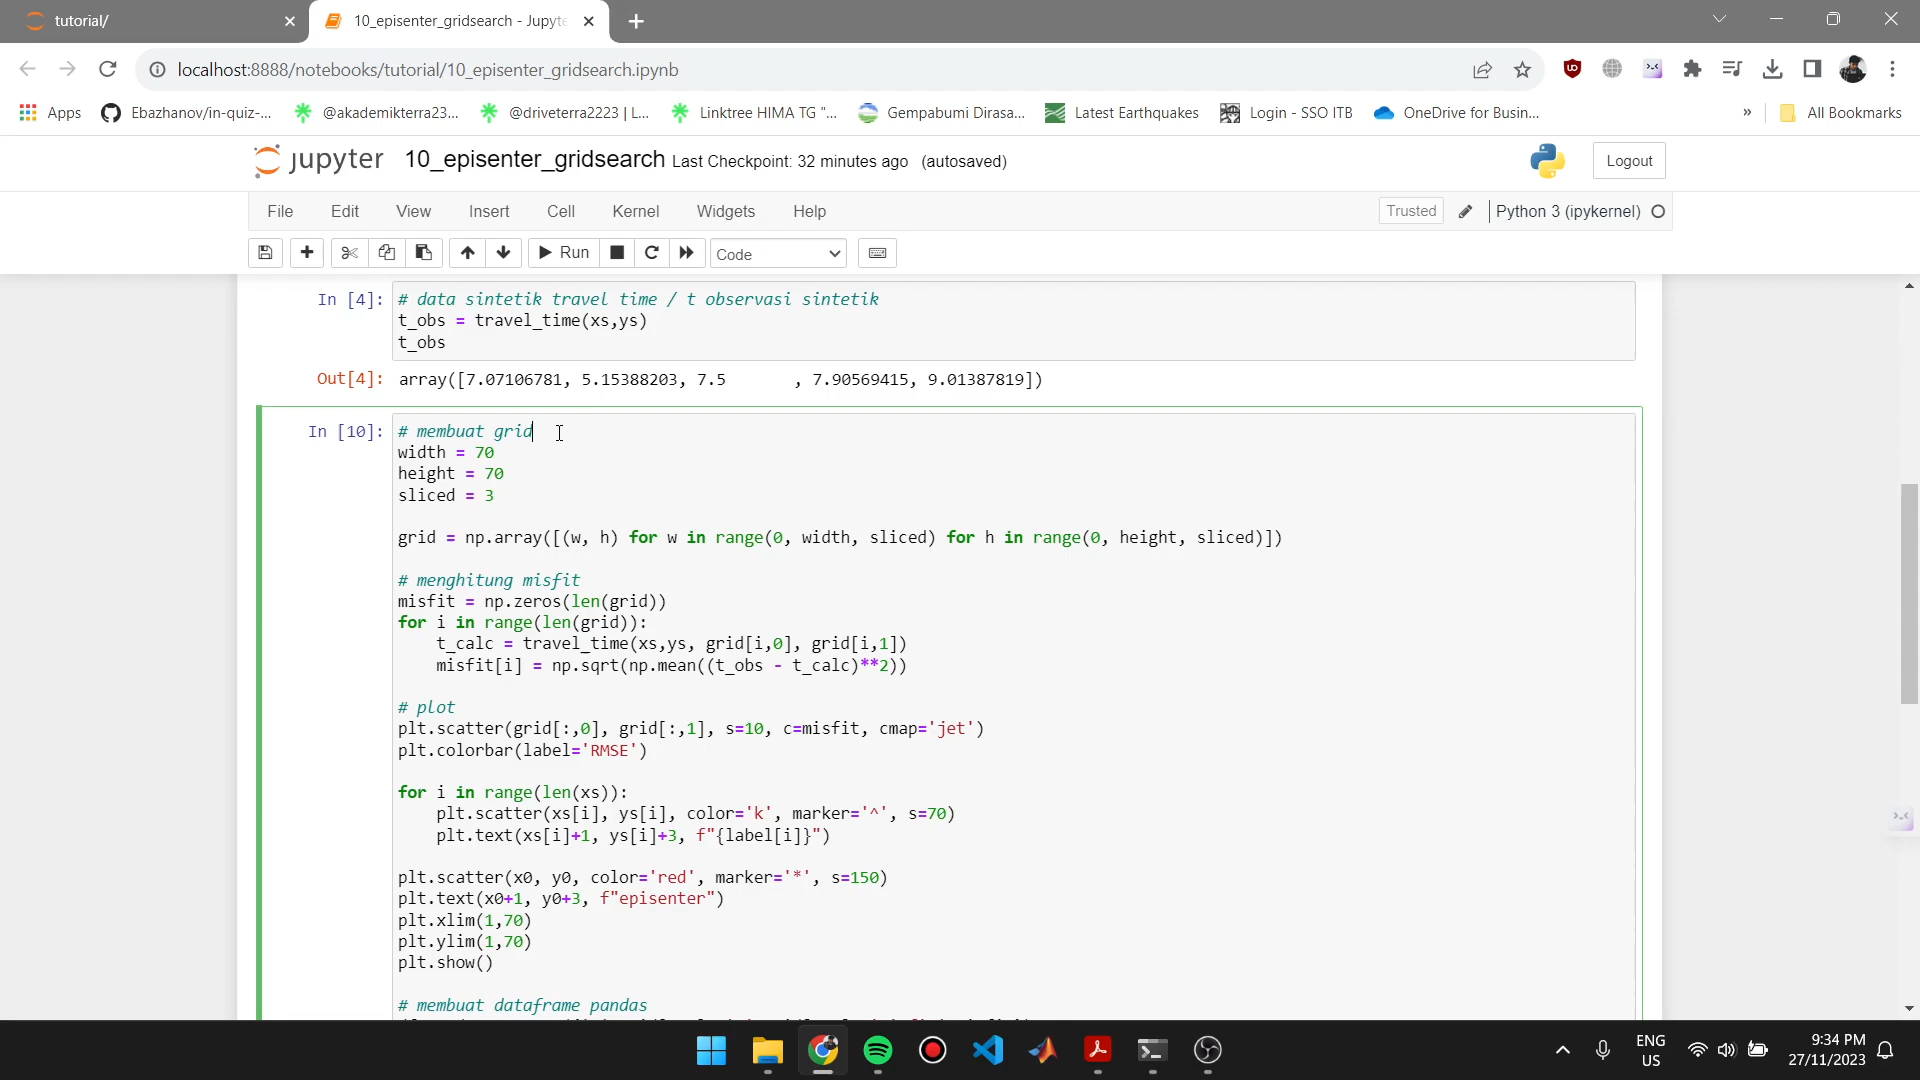 tutorial/
10_episenter_gridsearch - Jupyte
localhost:8888/notebooks/tutorial/10_episenter_gridsearch.ipynb
Apps
Ebazhanov/in-quiz-...
@akademikterra23...
@driveterra2223 | L...
Linktree HIMA TG "...
Gempabumi Dirasa...
Latest Earthquakes
Login - SSO ITB
OneDrive for Busin...
»
All Bookmarks
jupyter 10_episenter_gridsearch Last Checkpoint: 32 minutes ago (autosaved)
Logout
File Edit View Insert Cell Kernel Widgets Help
Trusted
Python 3 (ipykernel)
Run
Code
In [4]: # data sintetik travel time / t observasi sintetik
t_obs = travel_time(xs,ys)
t_obs
Out[4]: array([7.07106781, 5.15388203, 7.5       , 7.90569415, 9.01387819])
In [10]: # membuat grid
width = 70
height = 70
sliced = 3
grid = np.array([(w, h) for w in range(0, width, sliced) for h in range(0, height, sliced)])
# menghitung misfit
misfit = np.zeros(len(grid))
for i in range(len(grid)):
    t_calc = travel_time(xs,ys, grid[i,0], grid[i,1])
    misfit[i] = np.sqrt(np.mean((t_obs - t_calc)**2))
# plot
plt.scatter(grid[:,0], grid[:,1], s=10, c=misfit, cmap='jet')
plt.colorbar(label='RMSE')
for i in range(len(xs)):
    plt.scatter(xs[i], ys[i], color='k', marker='^', s=70)
    plt.text(xs[i]+1, ys[i]+3, f"{label[i]}")
plt.scatter(x0, y0, color='red', marker='*', s=150)
plt.text(x0+1, y0+3, f"episenter")
plt.xlim(1,70)
plt.ylim(1,70)
plt.show()
# membuat dataframe pandas
ENG
US
9:34 PM
27/11/2023